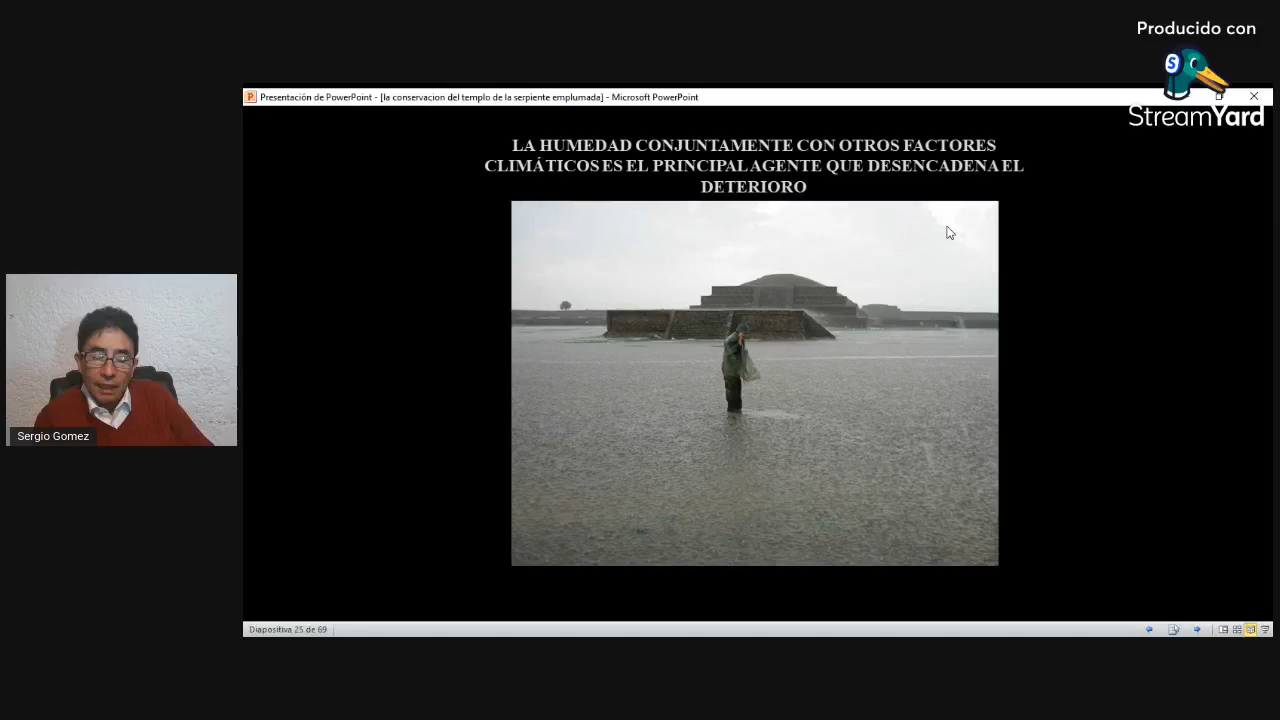 Producido con
S
StreamYard
Presentación de PowerPoint - [la conservacion del templo de la serpiente emplumada] - Microsoft PowerPoint
LA HUMEDAD CONJUNTAMENTE CON OTROS FACTORES
CLIMÁTICOS ES EL PRINCIPAL AGENTE QUE DESENCADENA EL
DETERIORO
Sergio Gomez
Diapositiva 25 de 69